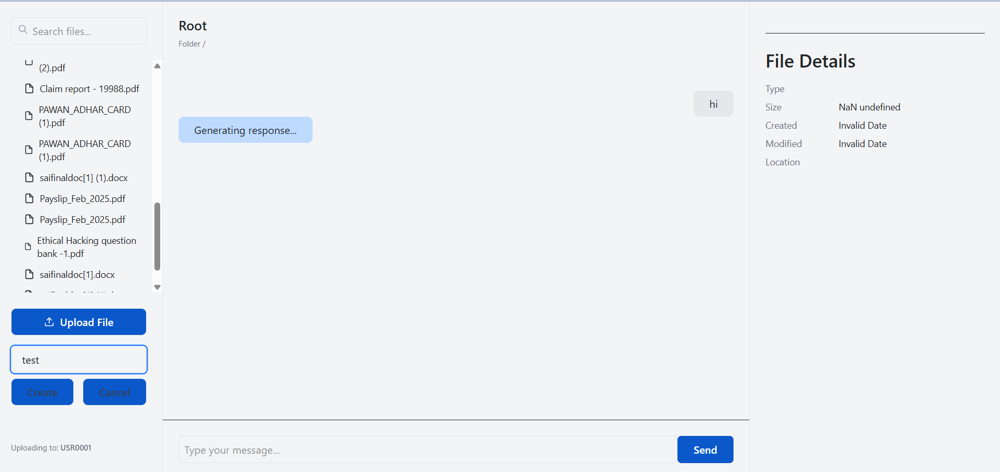 Search files...
(2).pdf
Claim report - 19988.pdf
PAWAN_ADHAR_CARD
(1).pdf
PAWAN_ADHAR_CARD
(1).pdf
saifinaldoc[1] (1).docx
Payslip_Feb_2025.pdf
Payslip_Feb_2025.pdf
Ethical Hacking question
bank -1.pdf
saifinaldoc[1].docx
Upload File
test
Create
Cancel
Uploading to: USR0001
Root
Folder /
hi
Generating response...
Type your message...
Send
File Details
Type
Size NaN undefined
Created Invalid Date
Modified Invalid Date
Location